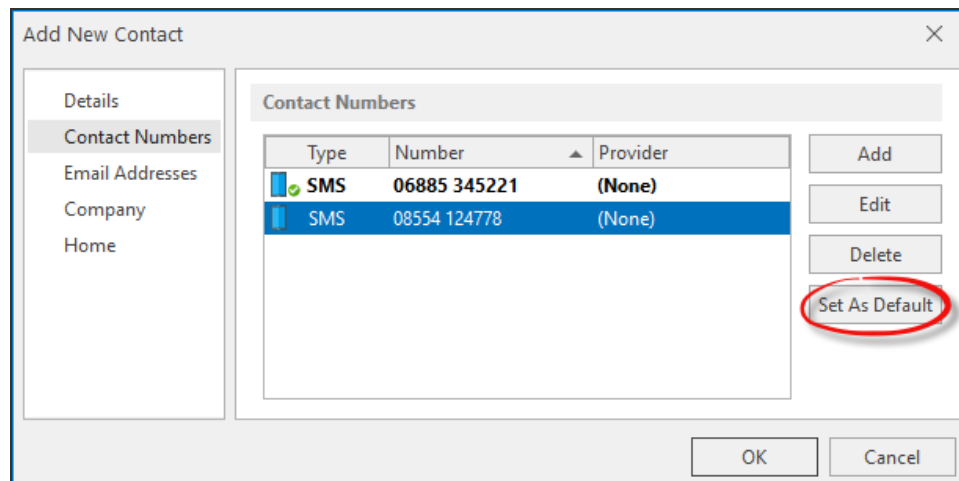 Add New Contact
Details
Contact Numbers
Email Addresses
Company
Home
Contact Numbers
Type Number Provider
SMS 06885 345221 (None)
SMS 08554 124778 (None)
Add
Edit
Delete
Set As Default
OK Cancel